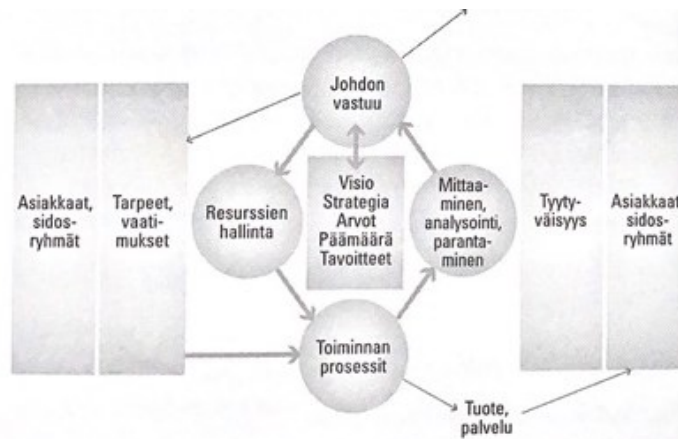 Johdon
vastuu
Asiakkaat,
sidos-
ryhmät
Tarpeet,
vaati-
mukset
Resurssien
hallinta
Visio
Strategia
Arvot
Päämäärä
Tavoitteet
Mittaa-
minen,
analysointi,
paranta-
minen
Tyyty-
väisyys
Asiakkaat
sidos-
ryhmät
Toiminnan
prosessit
Tuote,
palvelu